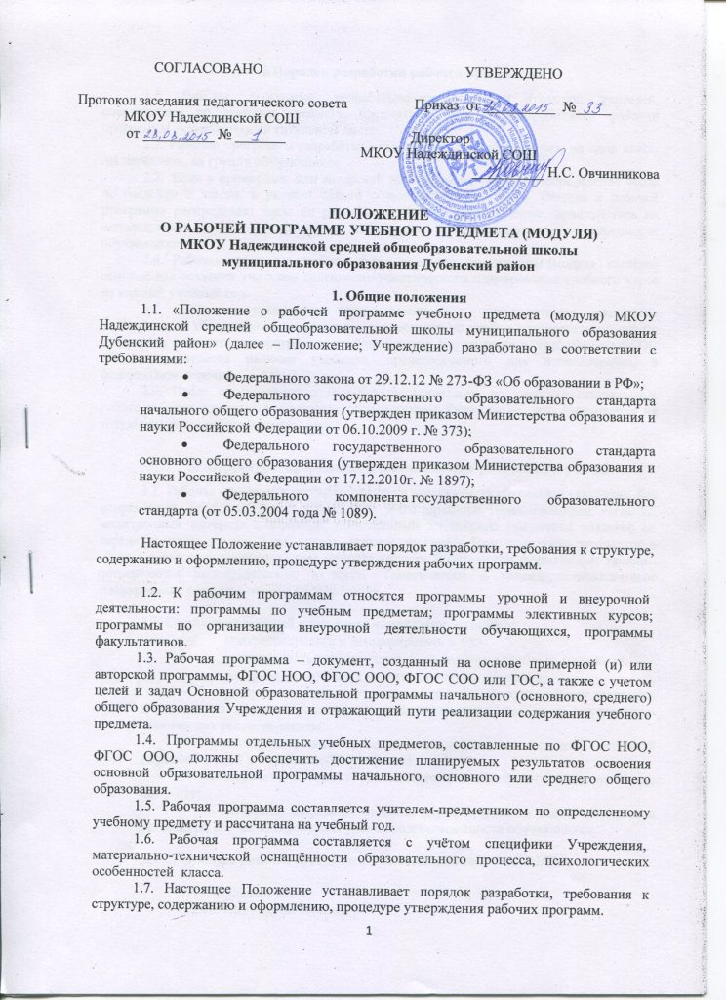 СОГЛАСОВАНО
УТВЕРЖДЕНО
Протокол заседания педагогического совета
МКОУ Надеждинской СОШ
от 28.08.2015 № 1
Приказ от 08.2015 № 33
Директор
МКОУ Надеждинской СОШ
Н.С. Овчинникова
ПОЛОЖЕНИЕ
О РАБОЧЕЙ ПРОГРАММЕ УЧЕБНОГО ПРЕДМЕТА (МОДУЛЯ)
МКОУ Надеждинской средней общеобразовательной школы
муниципального образования Дубенский район
1. Общие положения
1.1. «Положение о рабочей программе учебного предмета (модуля) МКОУ
Надеждинской средней общеобразовательной школы муниципального образования
Дубенский район» (далее – Положение; Учреждение) разработано в соответствии с
требованиями:
• Федерального закона от 29.12.12 № 273-ФЗ «Об образовании в РФ»;
• Федерального государственного образовательного стандарта
начального общего образования (утвержден приказом Министерства образования и
науки Российской Федерации от 06.10.2009 г. № 373);
• Федерального государственного образовательного стандарта
основного общего образования (утвержден приказом Министерства образования и
науки Российской Федерации от 17.12.2010г. № 1897);
• Федерального компонента государственного образовательного
стандарта (от 05.03.2004 года № 1089).
Настоящее Положение устанавливает порядок разработки, требования к структуре,
содержанию и оформлению, процедуре утверждения рабочих программ.
1.2. К рабочим программам относятся программы урочной и внеурочной
деятельности: программы по учебным предметам; программы элективных курсов;
программы по организации внеурочной деятельности обучающихся, программы
факультативов.
1.3. Рабочая программа – документ, созданный на основе примерной (и) или
авторской программы, ФГОС НОО, ФГОС ООО, ФГОС СОО или ГОС, а также с учетом
целей и задач Основной образовательной программы начального (основного, среднего)
общего образования Учреждения и отражающий пути реализации содержания учебного
предмета.
1.4. Программы отдельных учебных предметов, составленные по ФГОС НОО,
ФГОС ООО, должны обеспечить достижение планируемых результатов освоения
основной образовательной программы начального, основного или среднего общего
образования.
1.5. Рабочая программа составляется учителем-предметником по определенному
учебному предмету и рассчитана на учебный год.
1.6. Рабочая программа составляется с учётом специфики Учреждения,
материально-технической оснащённости образовательного процесса, психологических
особенностей класса.
1.7. Настоящее Положение устанавливает порядок разработки, требования к
структуре, содержанию и оформлению, процедуре утверждения рабочих программ.
1